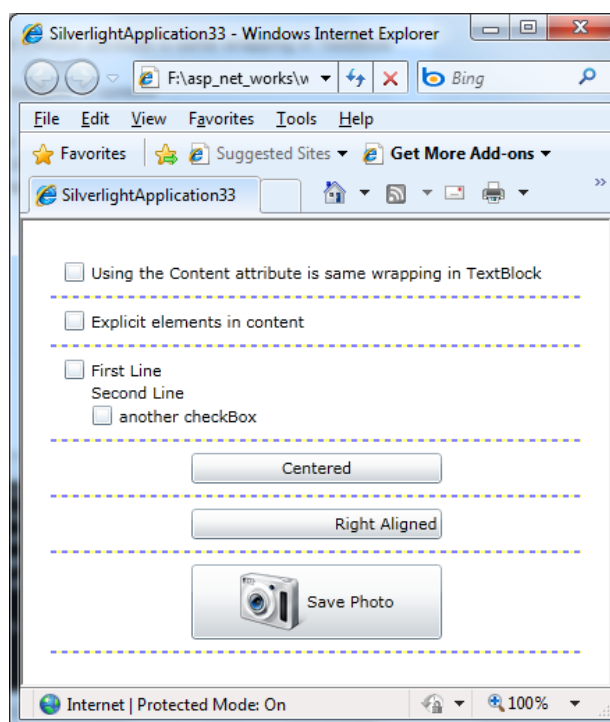 SilverlightApplication33 - Windows Internet Explorer
F:\asp_net_works\w
Bing
File Edit View Favorites Tools Help
Favorites Suggested Sites Get More Add-ons
SilverlightApplication33
»
Using the Content attribute is same wrapping in TextBlock
Explicit elements in content
First Line
Second Line
another checkBox
Centered
Right Aligned
Save Photo
Internet | Protected Mode: On 100%